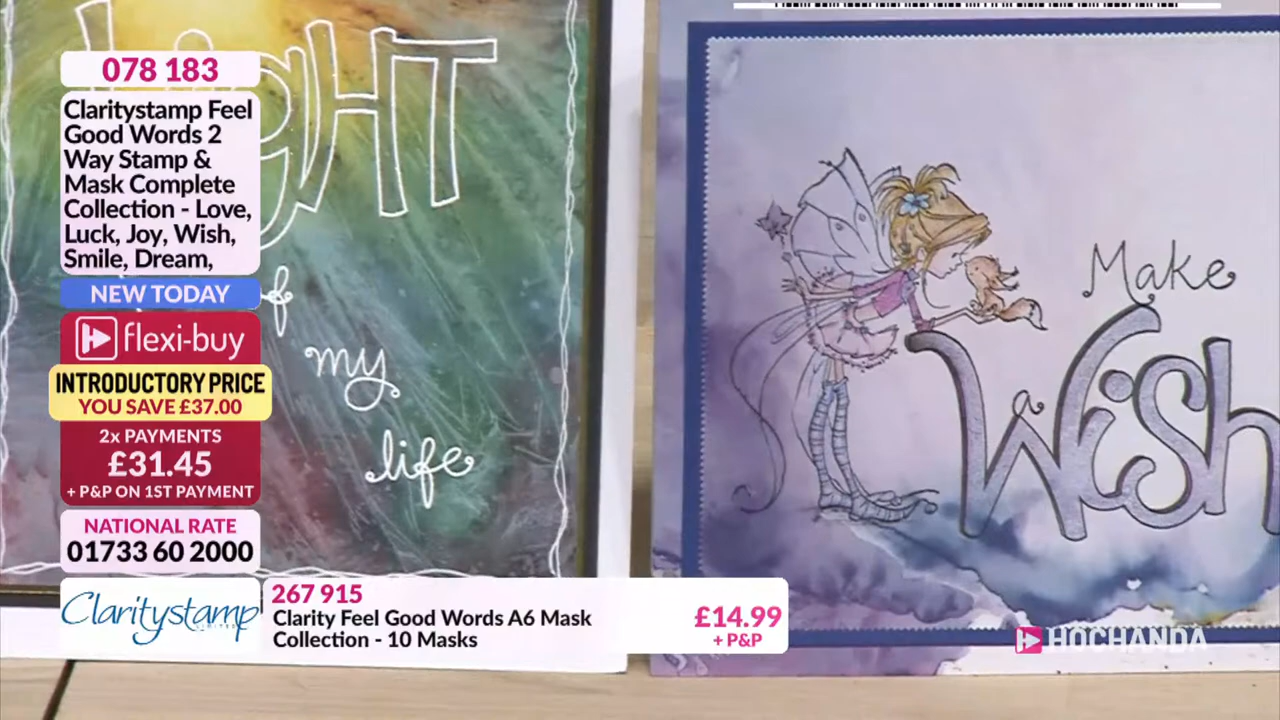 LIGHT
of
my
life
Make
a
Wish
078 183
Claritystamp Feel
Good Words 2
Way Stamp &
Mask Complete
Collection - Love,
Luck, Joy, Wish,
Smile, Dream,
NEW TODAY
flexi-buy
INTRODUCTORY PRICE
YOU SAVE £37.00
2x PAYMENTS
£31.45
+ P&P ON 1ST PAYMENT
NATIONAL RATE
01733 60 2000
Claritystamp
LIMITED
267 915
Clarity Feel Good Words A6 Mask
Collection - 10 Masks
£14.99
+ P&P
HOCHANDA